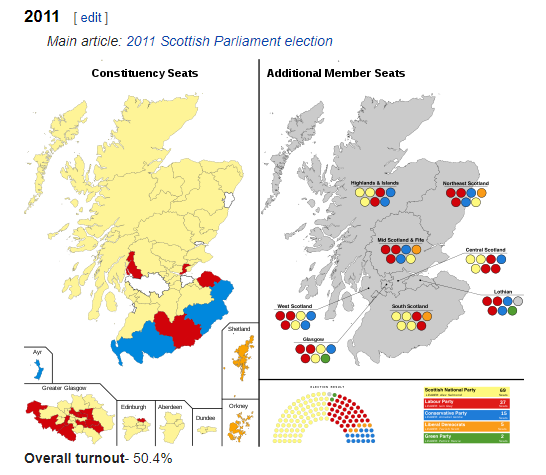 2011 [ edit ]
Main article: 2011 Scottish Parliament election
Constituency Seats
Additional Member Seats
Highlands & Islands
Northeast Scotland
Mid Scotland & Fife
Central Scotland
Lothian
West Scotland
South Scotland
Glasgow
Shetland
Ayr
Greater Glasgow
Edinburgh
Aberdeen
Dundee
Orkney
ELECTION RESULT
Scottish National Party 69
Labour Party 37
Conservative Party 15
Liberal Democrats 5
Green Party 2
Overall turnout- 50.4%